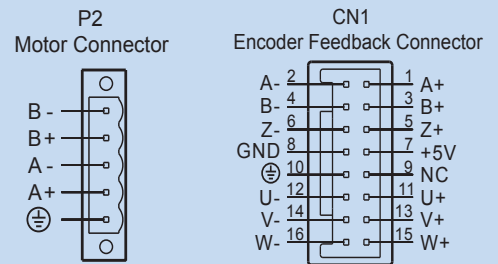 P2
Motor Connector
B -
B+
A -
A+
CN1
Encoder Feedback Connector
A- 2 1 A+
B- 4 3 B+
Z- 6 5 Z+
GND 8 7 +5V
10 9 NC
U- 12 11 U+
V- 14 13 V+
W- 16 15 W+